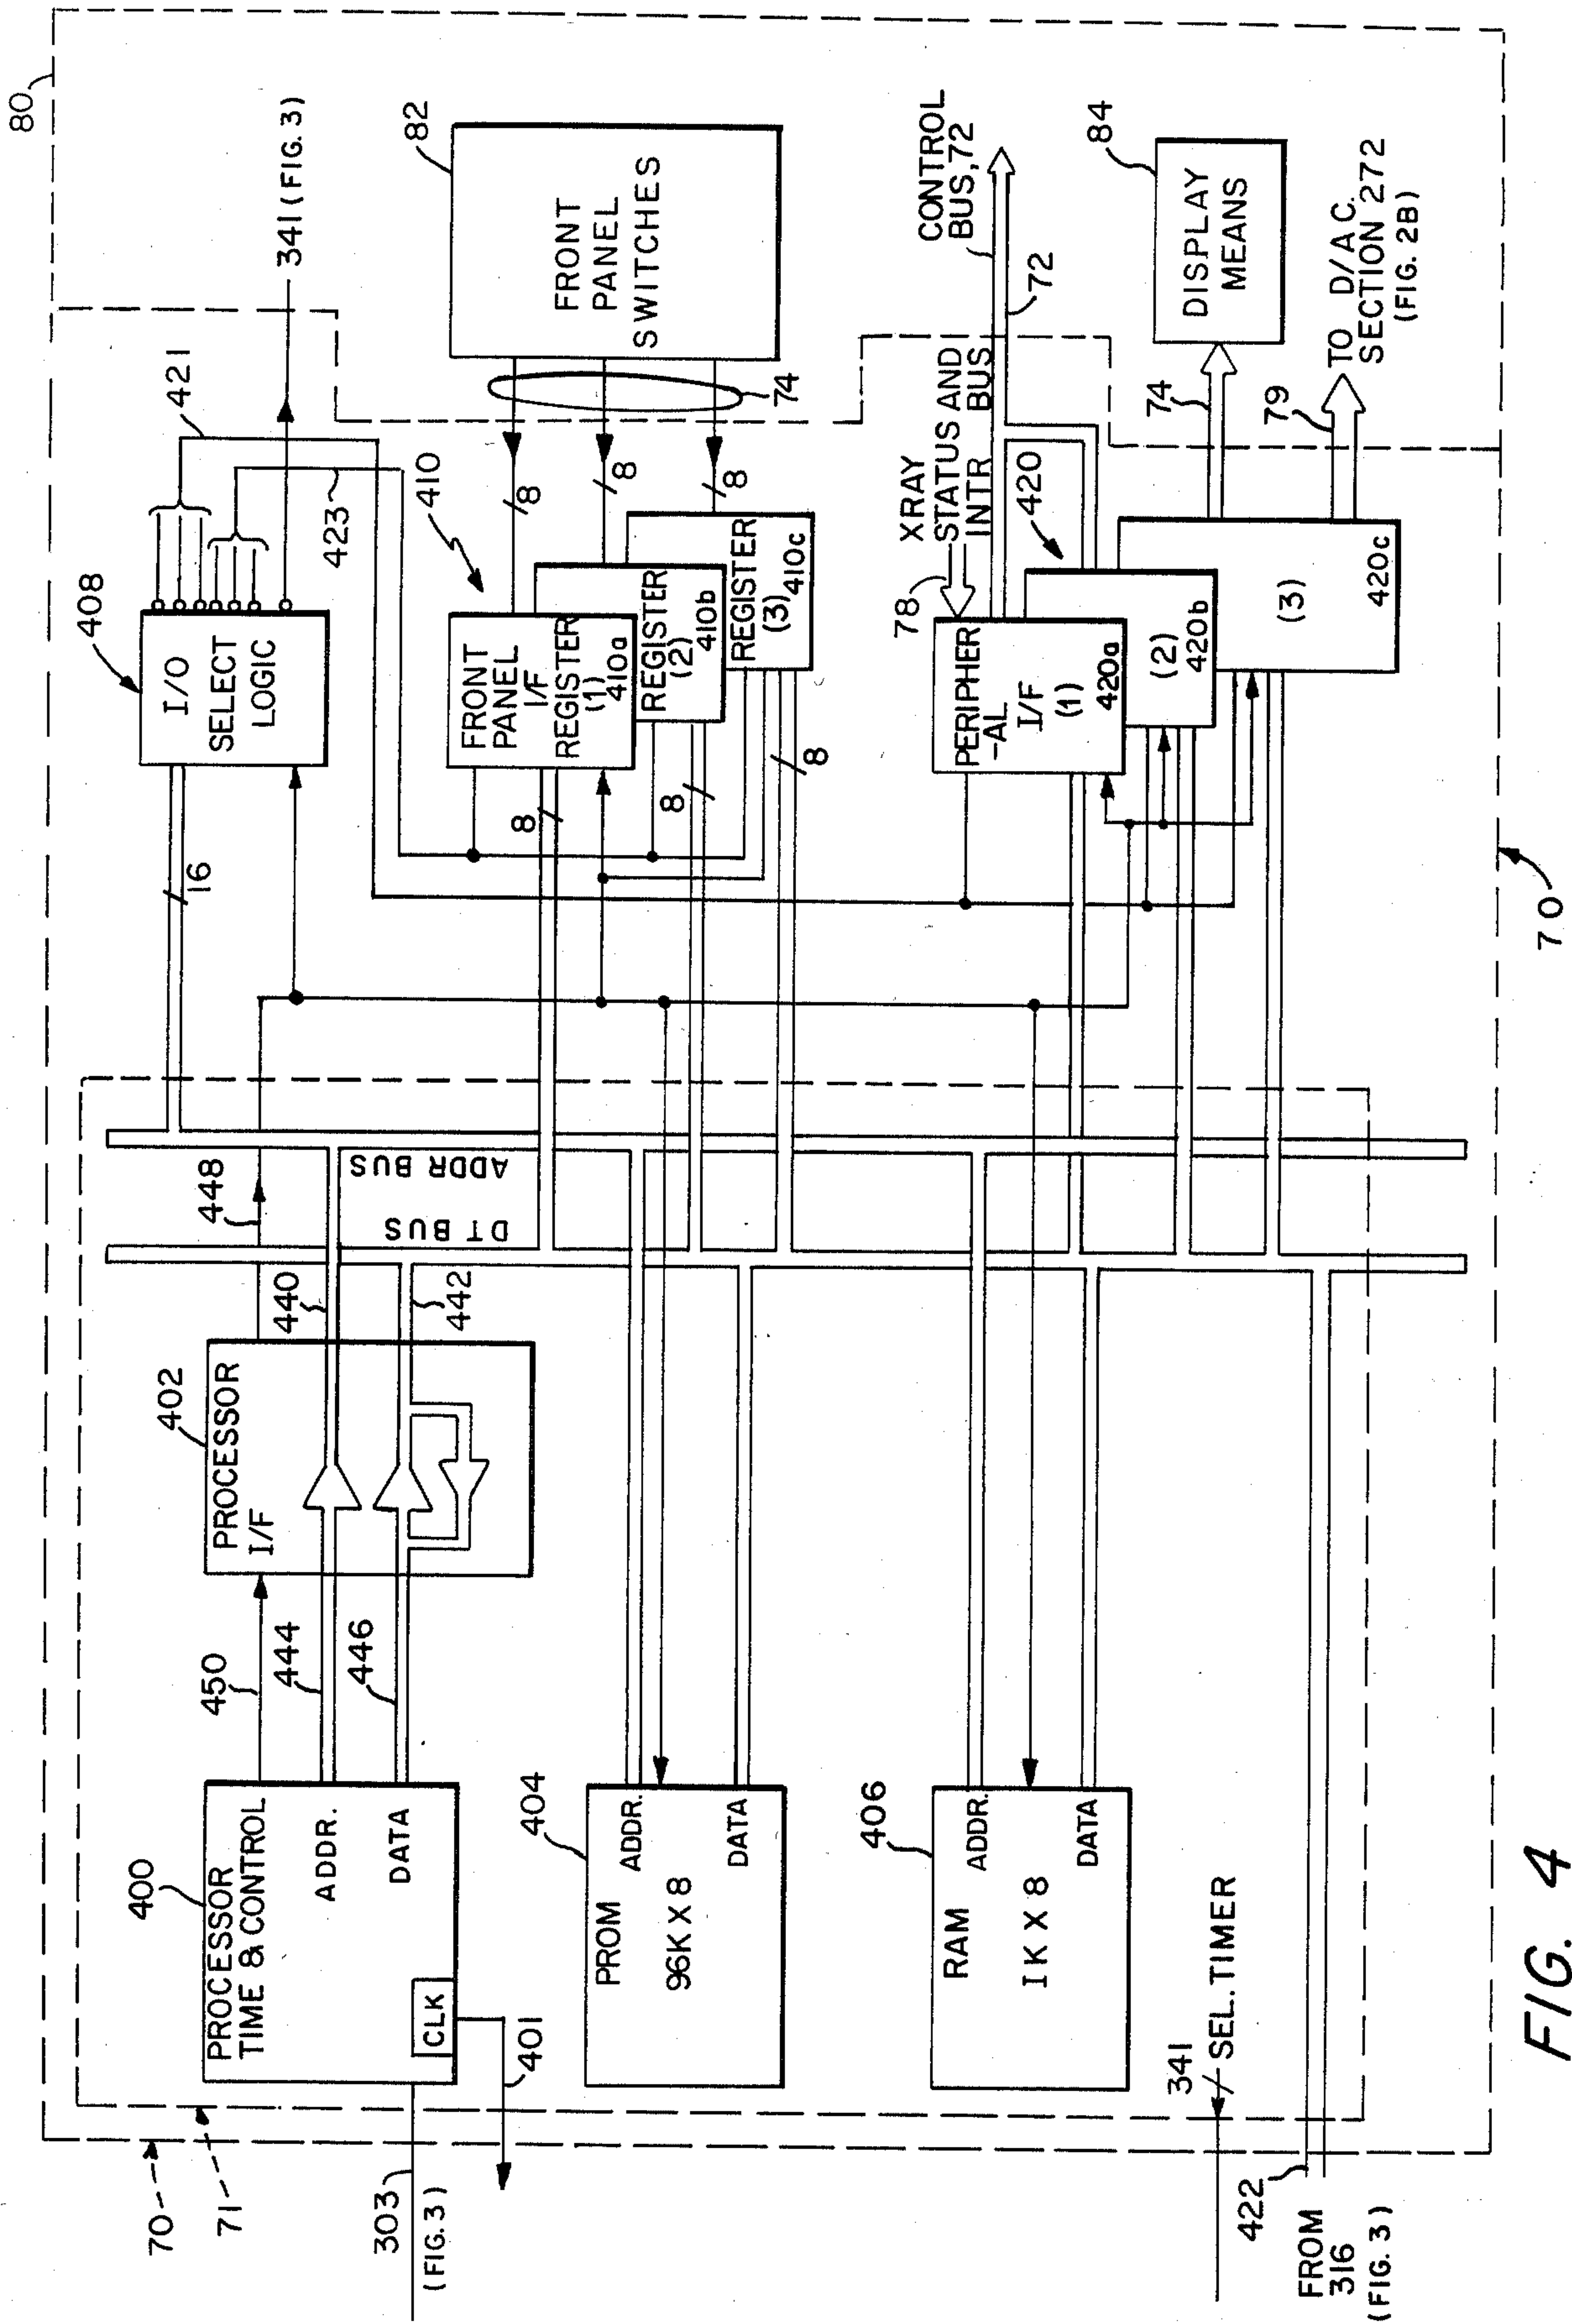 80
408
I/O
SELECT
LOGIC
421
423
341 (FIG. 3)
16
410
82
FRONT
PANEL
SWITCHES
74
8
8
8
FRONT
PANEL
I/F
REGISTER
(1)
410a
REGISTER
(2)
410b
REGISTER
(3)
410c
8
8
8
CONTROL
BUS, 72
72
XRAY
STATUS AND
INTR BUS
78
420
PERIPHER
-AL
I/F
(1)
420a
(2)
420b
(3)
420c
84
DISPLAY
MEANS
74
79
TO D/A C.
SECTION 272
(FIG. 2B)
70
448
ADDR BUS
DT BUS
440
442
402
PROCESSOR
I/F
450
444
446
400
PROCESSOR
TIME & CONTROL
ADDR.
DATA
CLK
401
404
PROM
96K X 8
ADDR.
DATA
406
RAM
1K X 8
ADDR.
DATA
341
SEL. TIMER
70
71
303
(FIG. 3)
422
FROM
316
(FIG. 3)
FIG. 4